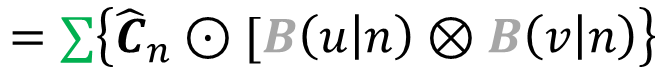 = ∑{Ĉₙ ⊙ [B(u|n) ⊗ B(v|n)}